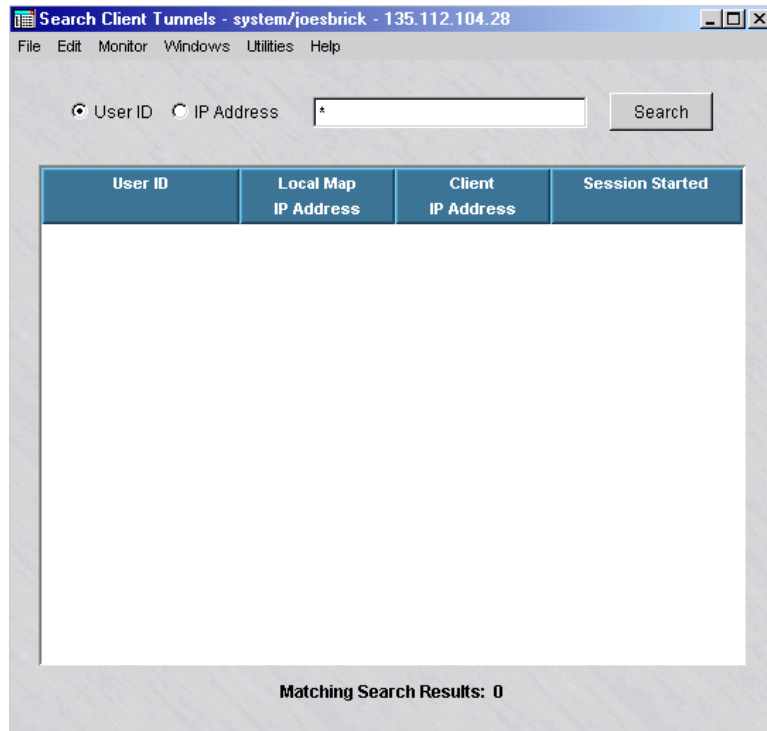 Search Client Tunnels - system/joesbrick - 135.112.104.28
File Edit Monitor Windows Utilities Help
User ID IP Address * Search
User ID Local Map IP Address Client IP Address Session Started
Matching Search Results: 0